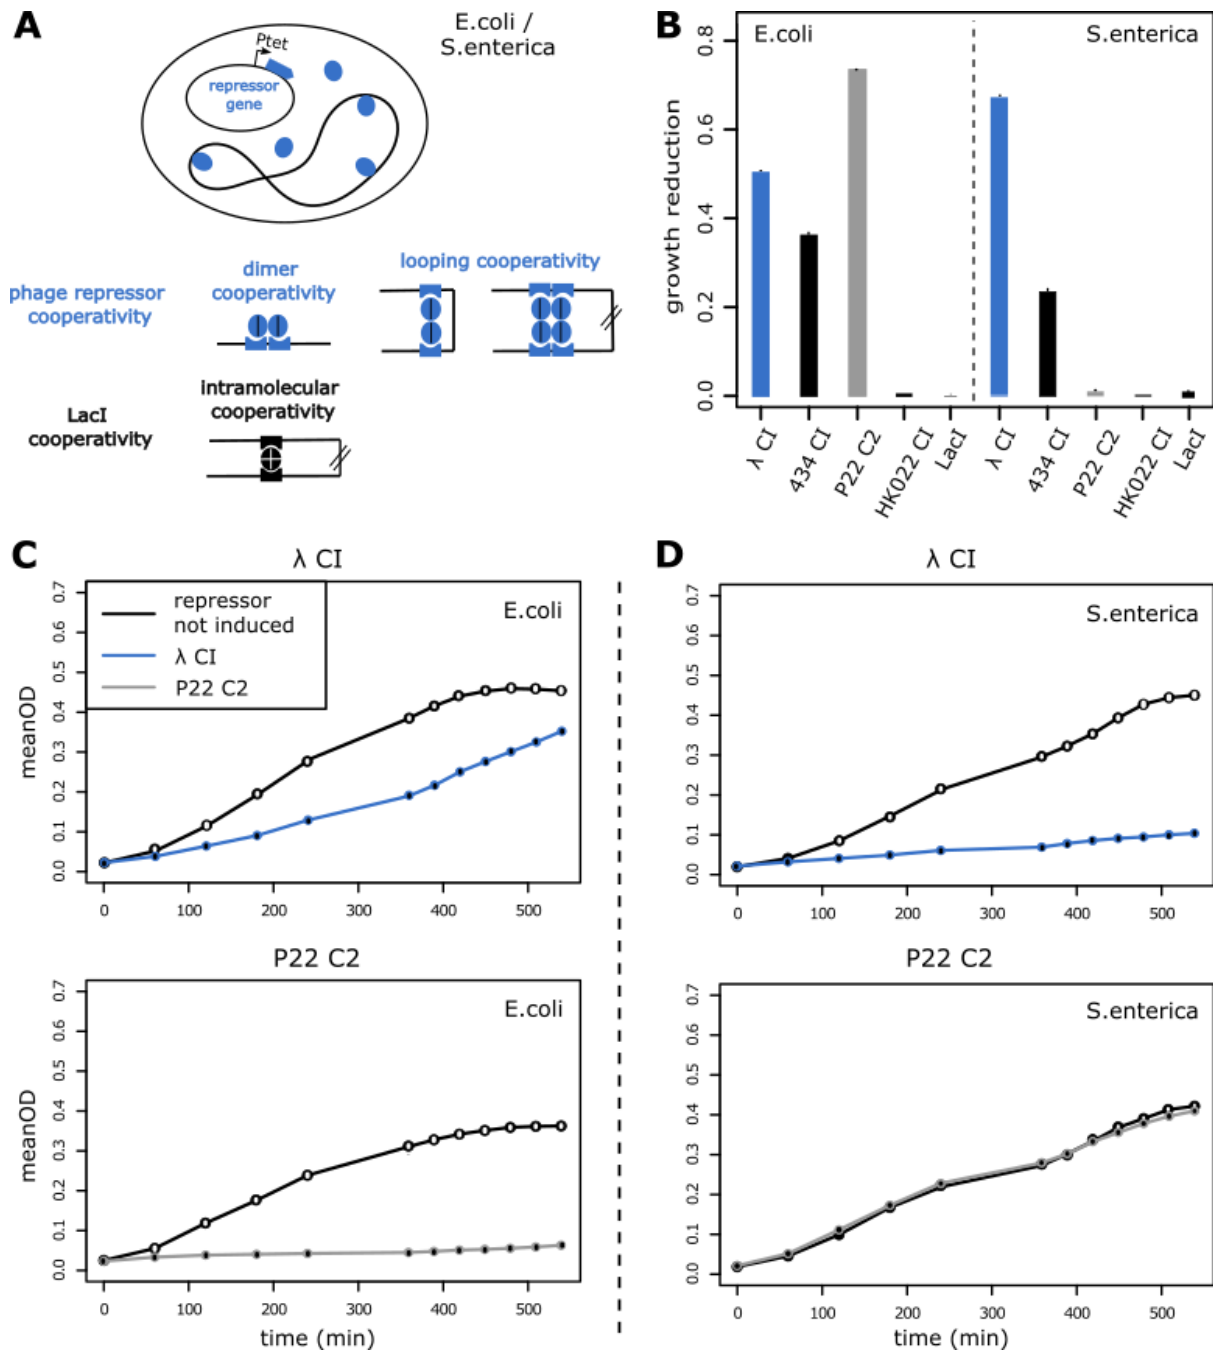 A
E.coli /
S.enterica
Ptet
repressor
gene
phage repressor
cooperativity
dimer
cooperativity
looping cooperativity
LacI
cooperativity
intramolecular
cooperativity
B
E.coli
S.enterica
growth reduction
0.8
0.6
0.4
0.2
0.0
λ CI
434 CI
P22 C2
HK022 CI
LacI
λ CI
434 CI
P22 C2
HK022 CI
LacI
C
λ CI
repressor
not induced
λ CI
P22 C2
E.coli
meanOD
0.7
0.6
0.5
0.4
0.3
0.2
0.1
0.0
0 100 200 300 400 500
P22 C2
E.coli
meanOD
0.7
0.6
0.5
0.4
0.3
0.2
0.1
0.0
0 100 200 300 400 500
time (min)
D
λ CI
S.enterica
0.7
0.6
0.5
0.4
0.3
0.2
0.1
0.0
0 100 200 300 400 500
P22 C2
S.enterica
0.7
0.6
0.5
0.4
0.3
0.2
0.1
0.0
0 100 200 300 400 500
time (min)